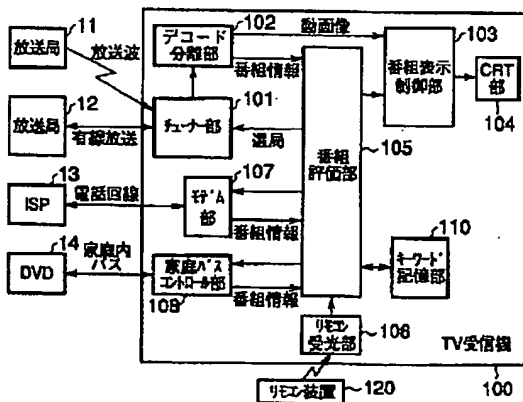 11
放送局
放送波
12
放送局
有線放送
13
ISP
電話回線
14
DVD
家庭内
バス
102
デコード
分離部
動画像
番組情報
101
チューナー部
選局
107
モデム
部
番組情報
家庭バス
コントロール部
108
番組情報
番組
評価部
105
103
番組表示
制御部
CRT
部
104
110
キーワード
記憶部
リモコン
受光部
106
TV受信機
100
リモコン装置
120